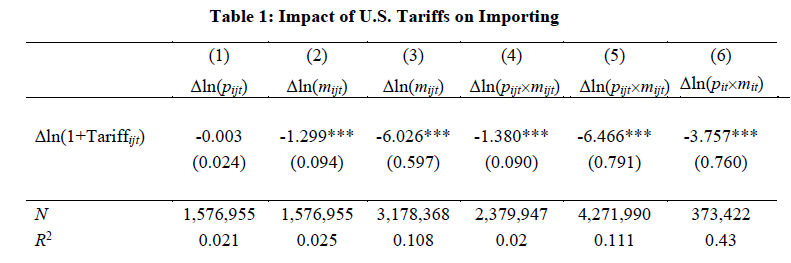 Table 1: Impact of U.S. Tariffs on Importing
(1) (2) (3) (4) (5) (6)
Δln(pijt) Δln(mijt) Δln(mijt) Δln(pijt×mijt) Δln(pijt×mijt) Δln(pit×mit)
Δln(1+Tariffijt) -0.003 -1.299*** -6.026*** -1.380*** -6.466*** -3.757***
(0.024) (0.094) (0.597) (0.090) (0.791) (0.760)
N 1,576,955 1,576,955 3,178,368 2,379,947 4,271,990 373,422
R2 0.021 0.025 0.108 0.02 0.111 0.43